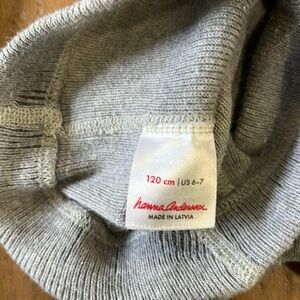 120 cm | US 6-7
hanna andersson
MADE IN LATVIA